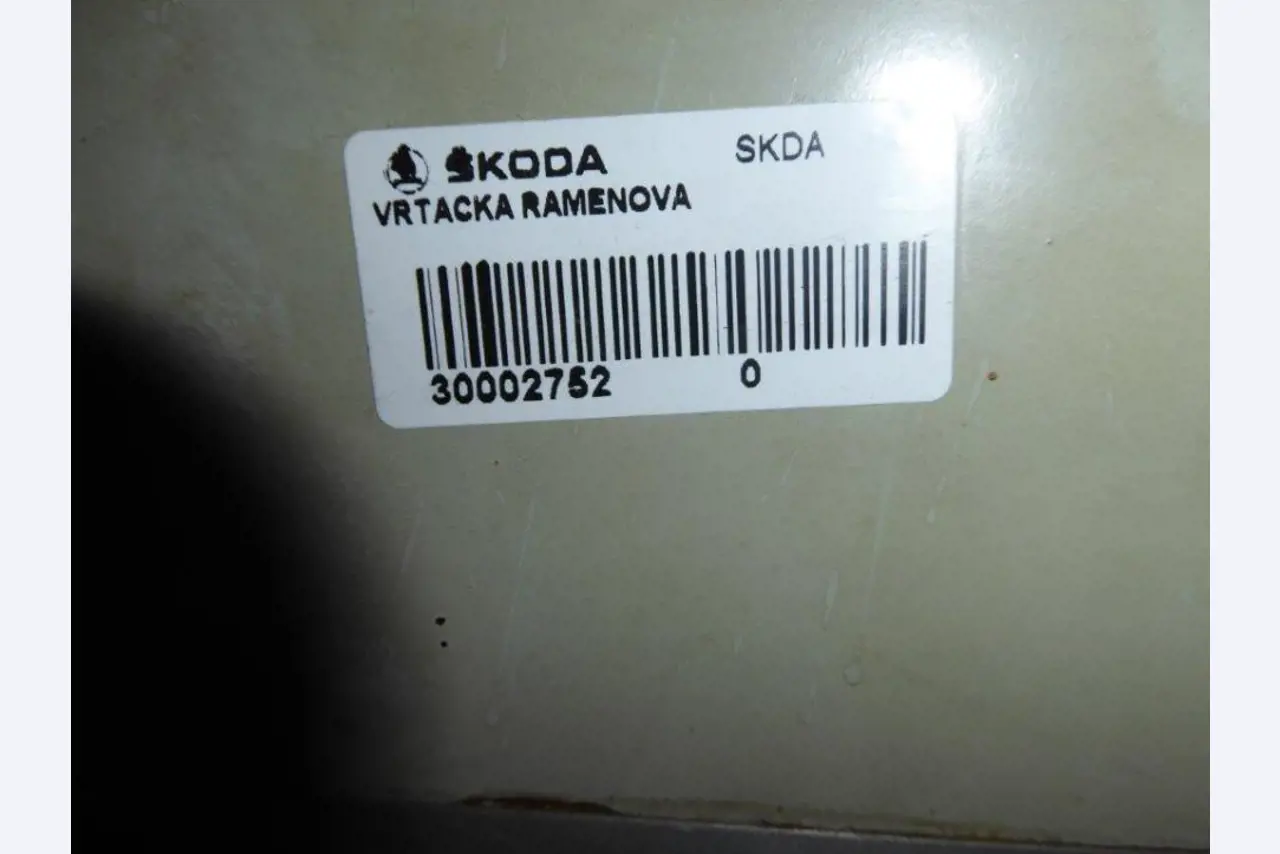 ŠKODA SKDA
VRTACKA RAMENOVA
30002752 0